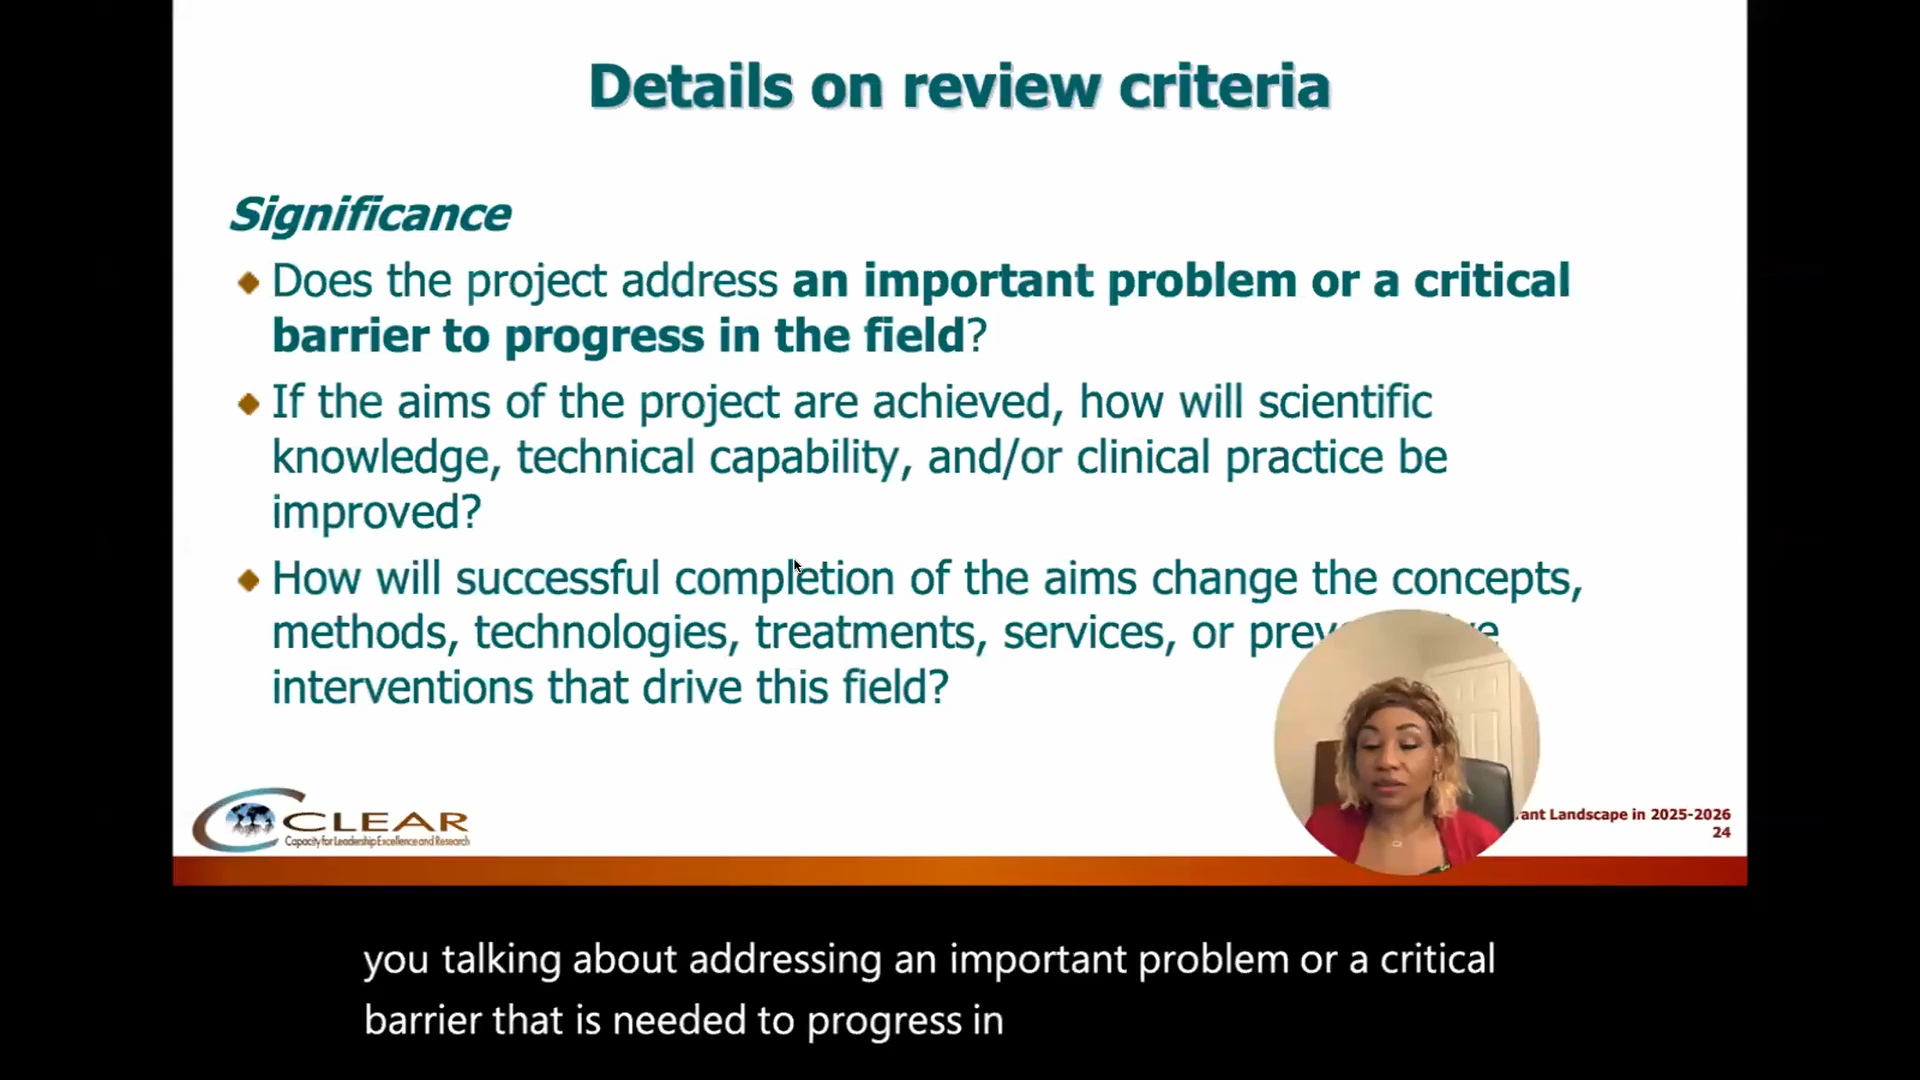 Details on review criteria
Significance
Does the project address an important problem or a critical
barrier to progress in the field?
If the aims of the project are achieved, how will scientific
knowledge, technical capability, and/or clinical practice be
improved?
How will successful completion of the aims change the concepts,
methods, technologies, treatments, services, or
interventions that drive this field?
CLEAR
Capacity for Leadership Excellence and Research
Landscape in 2025-2026
24
you talking about addressing an important problem or a critical
barrier that is needed to progress in